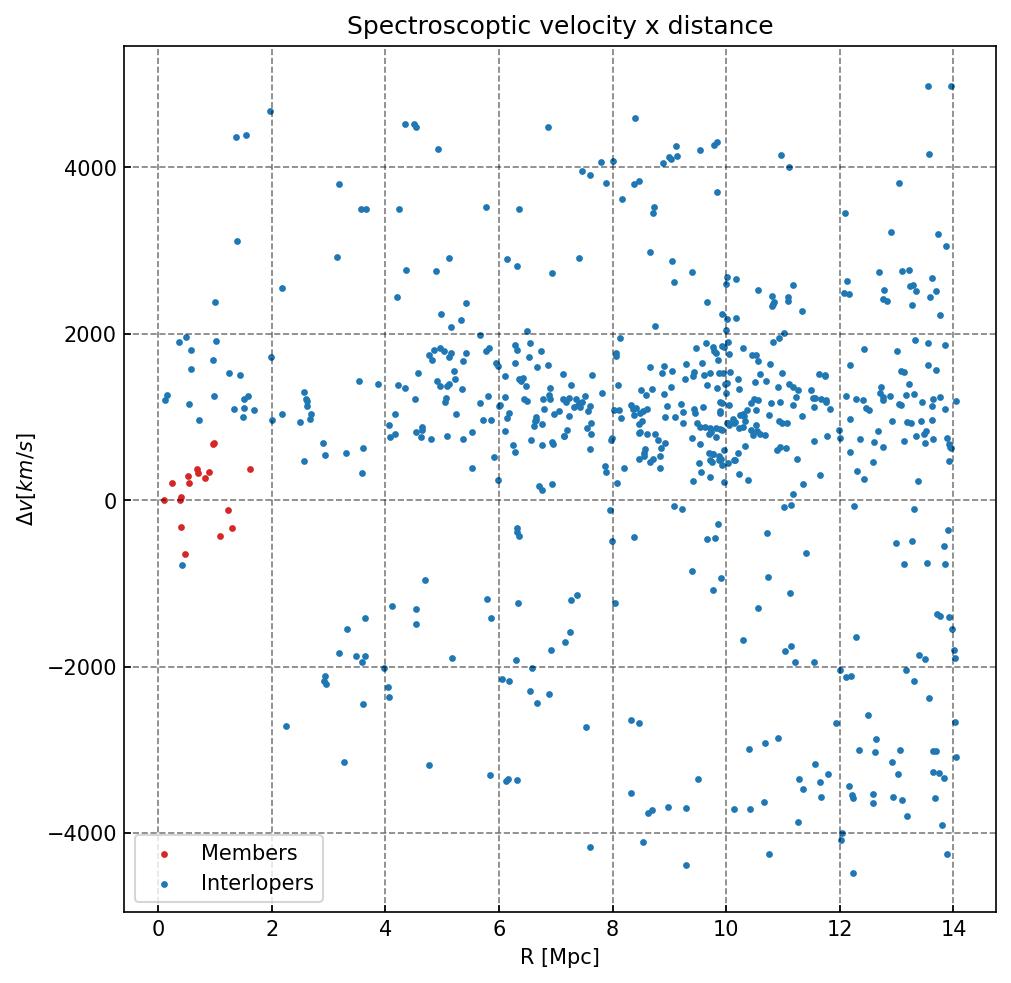 Spectroscoptic velocity x distance
Δv[km/s]
4000
2000
0
−2000
−4000
Members
Interlopers
0 2 4 6 8 10 12 14
R [Mpc]